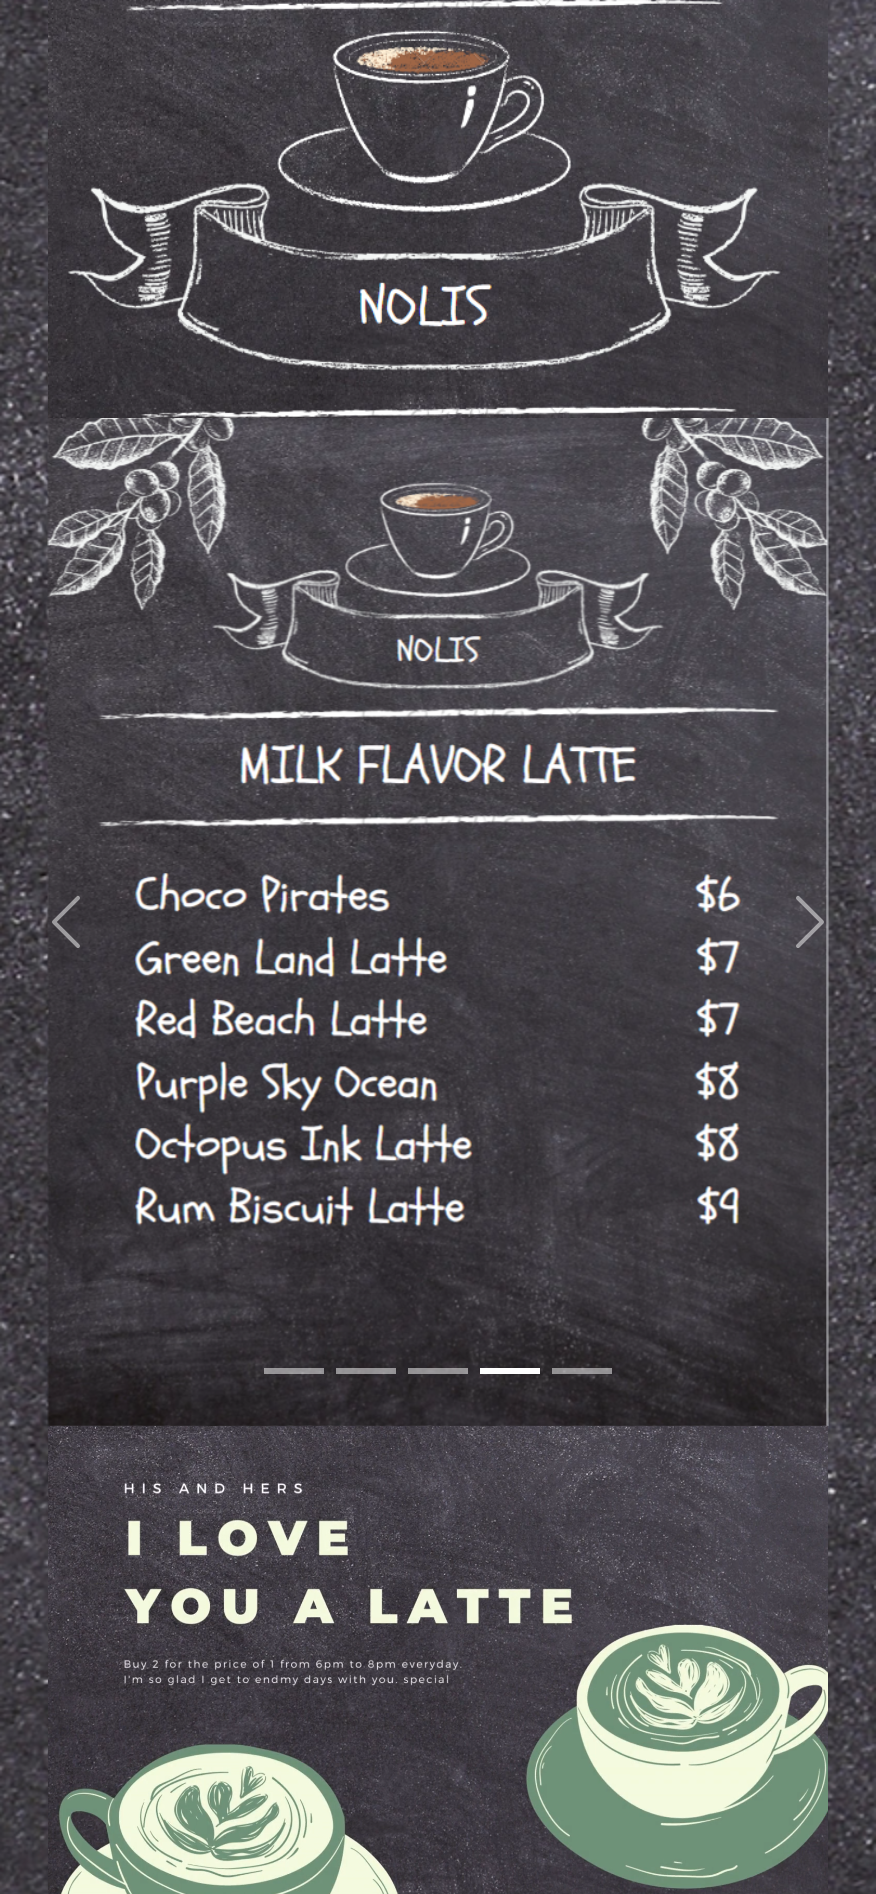 NOLIS
NOLIS
MILK FLAVOR LATTE
Choco Pirates $6
Green Land Latte $7
Red Beach Latte $7
Purple Sky Ocean $8
Octopus Ink Latte $8
Rum Biscuit Latte $9
HIS AND HERS
I LOVE
YOU A LATTE
Buy 2 for the price of 1 from 6pm to 8pm everyday.
I'm so glad I get to endmy days with you. special